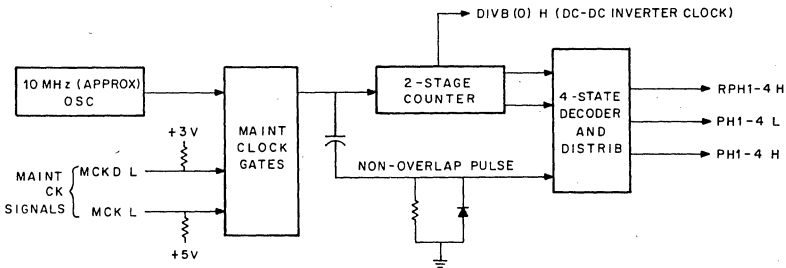 DIVB (0) H (DC-DC INVERTER CLOCK)
10 MHz (APPROX)
OSC
MAINT
CLOCK
GATES
2-STAGE
COUNTER
4-STATE
DECODER
AND
DISTRIB
RPH1-4 H
PH1-4 L
PH1-4 H
+3V
MAINT
CK
SIGNALS
MCKD L
MCK L
+5V
NON-OVERLAP PULSE